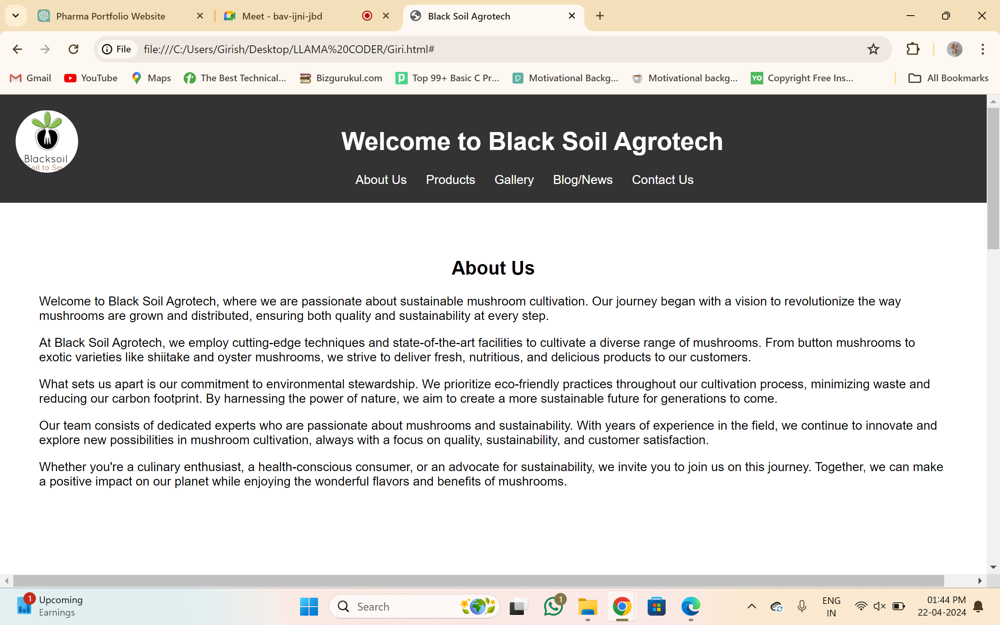 Pharma Portfolio Website
Meet - bav-ijni-jbd
Black Soil Agrotech
File
file:///C:/Users/Girish/Desktop/LLAMA%20CODER/Giri.html#
Gmail
YouTube
Maps
The Best Technical...
Bizgurukul.com
Top 99+ Basic C Pr...
Motivational Backg...
Motivational backg...
YO
Copyright Free Ins...
All Bookmarks
Blacksoil
Soil to Soul
Welcome to Black Soil Agrotech
About Us
Products
Gallery
Blog/News
Contact Us
About Us
Welcome to Black Soil Agrotech, where we are passionate about sustainable mushroom cultivation. Our journey began with a vision to revolutionize the way
mushrooms are grown and distributed, ensuring both quality and sustainability at every step.
At Black Soil Agrotech, we employ cutting-edge techniques and state-of-the-art facilities to cultivate a diverse range of mushrooms. From button mushrooms to
exotic varieties like shiitake and oyster mushrooms, we strive to deliver fresh, nutritious, and delicious products to our customers.
What sets us apart is our commitment to environmental stewardship. We prioritize eco-friendly practices throughout our cultivation process, minimizing waste and
reducing our carbon footprint. By harnessing the power of nature, we aim to create a more sustainable future for generations to come.
Our team consists of dedicated experts who are passionate about mushrooms and sustainability. With years of experience in the field, we continue to innovate and
explore new possibilities in mushroom cultivation, always with a focus on quality, sustainability, and customer satisfaction.
Whether you're a culinary enthusiast, a health-conscious consumer, or an advocate for sustainability, we invite you to join us on this journey. Together, we can make
a positive impact on our planet while enjoying the wonderful flavors and benefits of mushrooms.
1
Upcoming
Earnings
Search
1
ENG
IN
01:44 PM
22-04-2024